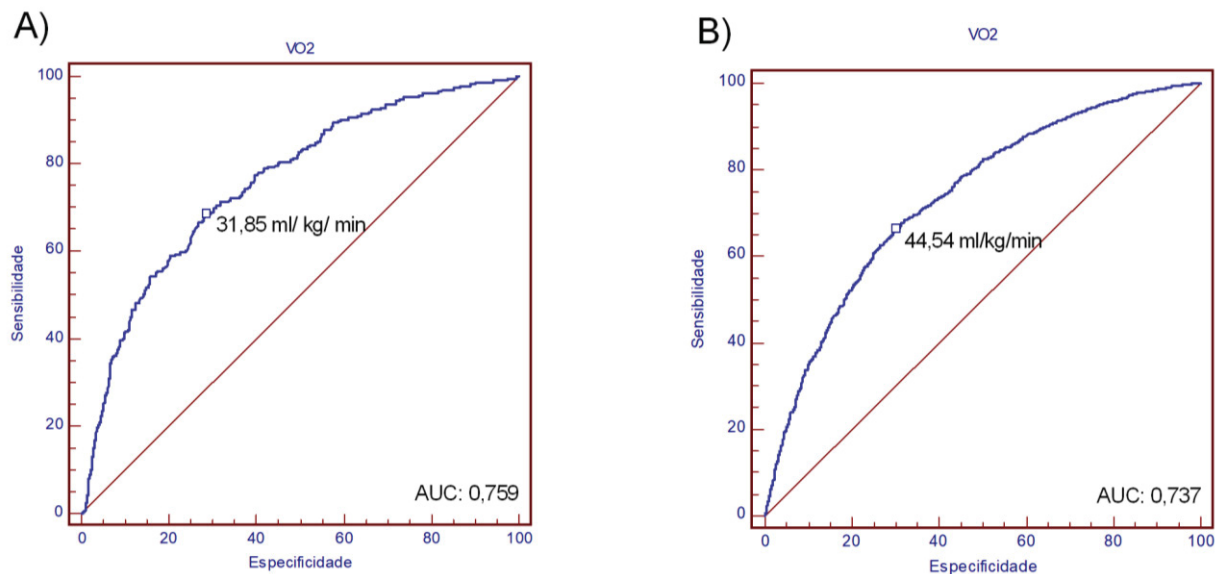 A)
VO2
100
80
60
40
20
0
Sensibilidade
31,85 ml/ kg/ min
AUC: 0,759
0 20 40 60 80 100
Especificidade
B)
VO2
100
80
60
40
20
0
Sensibilidade
44,54 ml/kg/min
AUC: 0,737
0 20 40 60 80 100
Especificidade